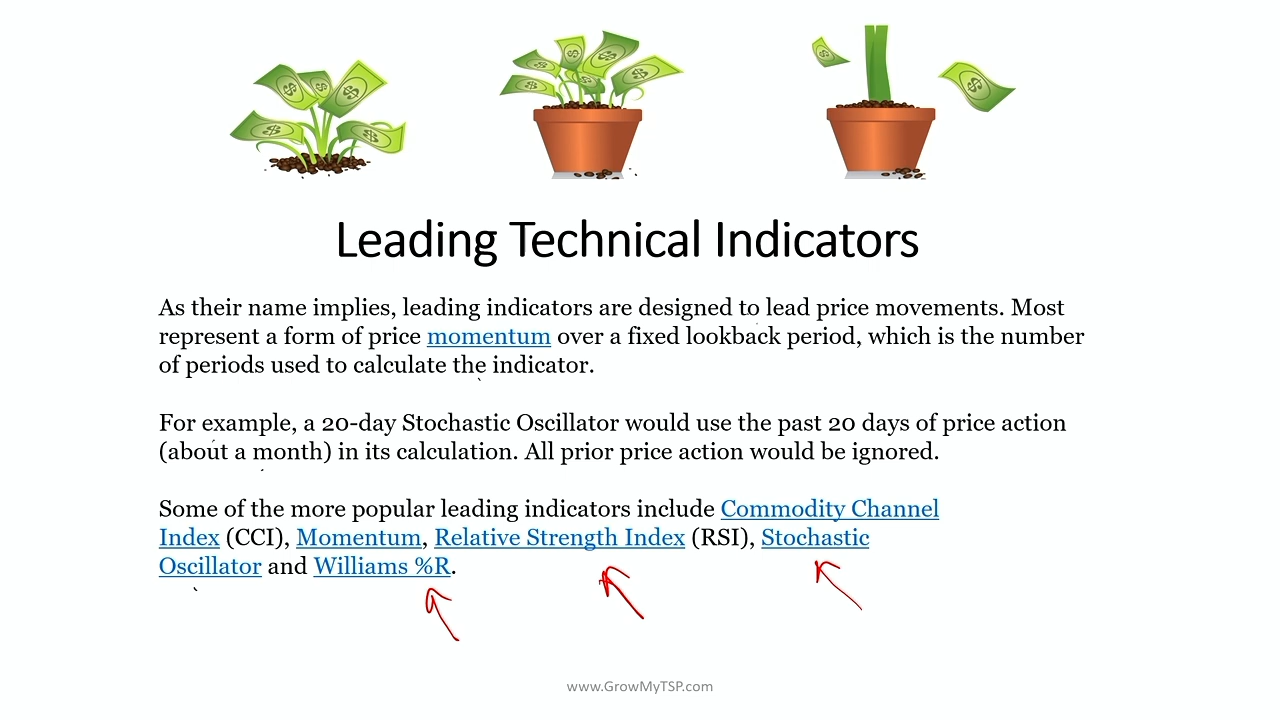 Leading Technical Indicators
As their name implies, leading indicators are designed to lead price movements. Most
represent a form of price momentum over a fixed lookback period, which is the number
of periods used to calculate the indicator.
For example, a 20-day Stochastic Oscillator would use the past 20 days of price action
(about a month) in its calculation. All prior price action would be ignored.
Some of the more popular leading indicators include Commodity Channel
Index (CCI), Momentum, Relative Strength Index (RSI), Stochastic
Oscillator and Williams %R.
www.GrowMyTSP.com